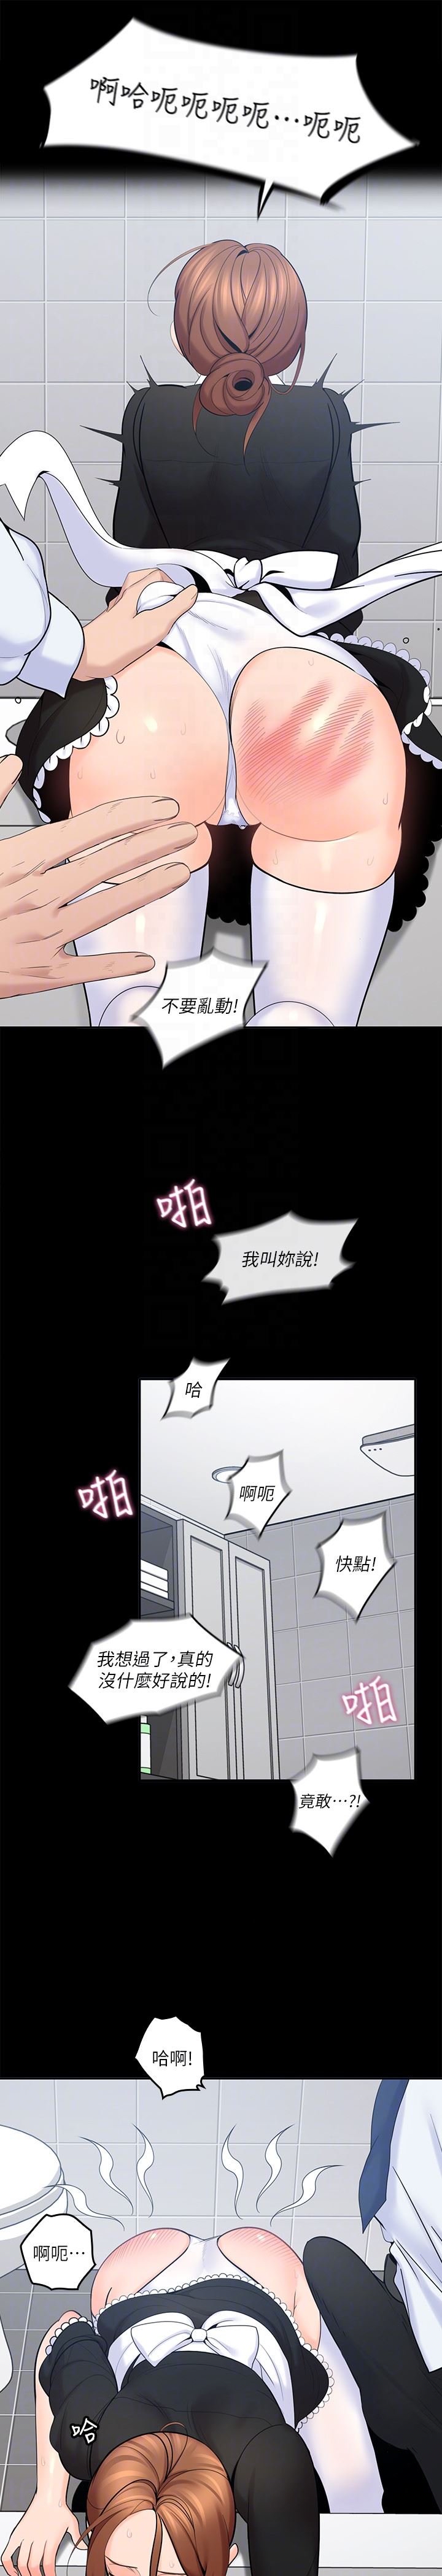 啊哈呃呃呃呃⋯呃呃
不要亂動!
啪
我叫妳說!
哈
啪
啊呃
快點!
我想過了,真的
沒什麼好說的!
啪
竟敢⋯?!
哈啊!
啊呃⋯
哈